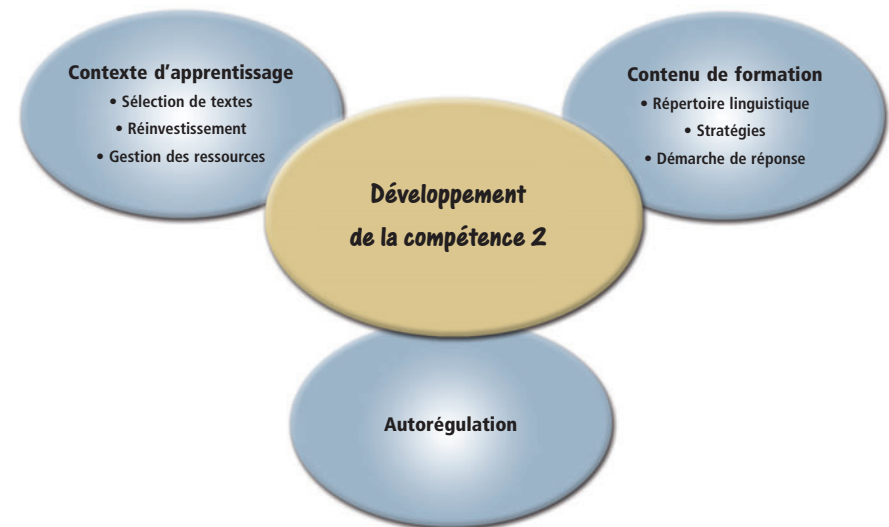 Contexte d'apprentissage
• Sélection de textes
• Réinvestissement
• Gestion des ressources
Contenu de formation
• Répertoire linguistique
• Stratégies
• Démarche de réponse
Développement
de la compétence 2
Autorégulation